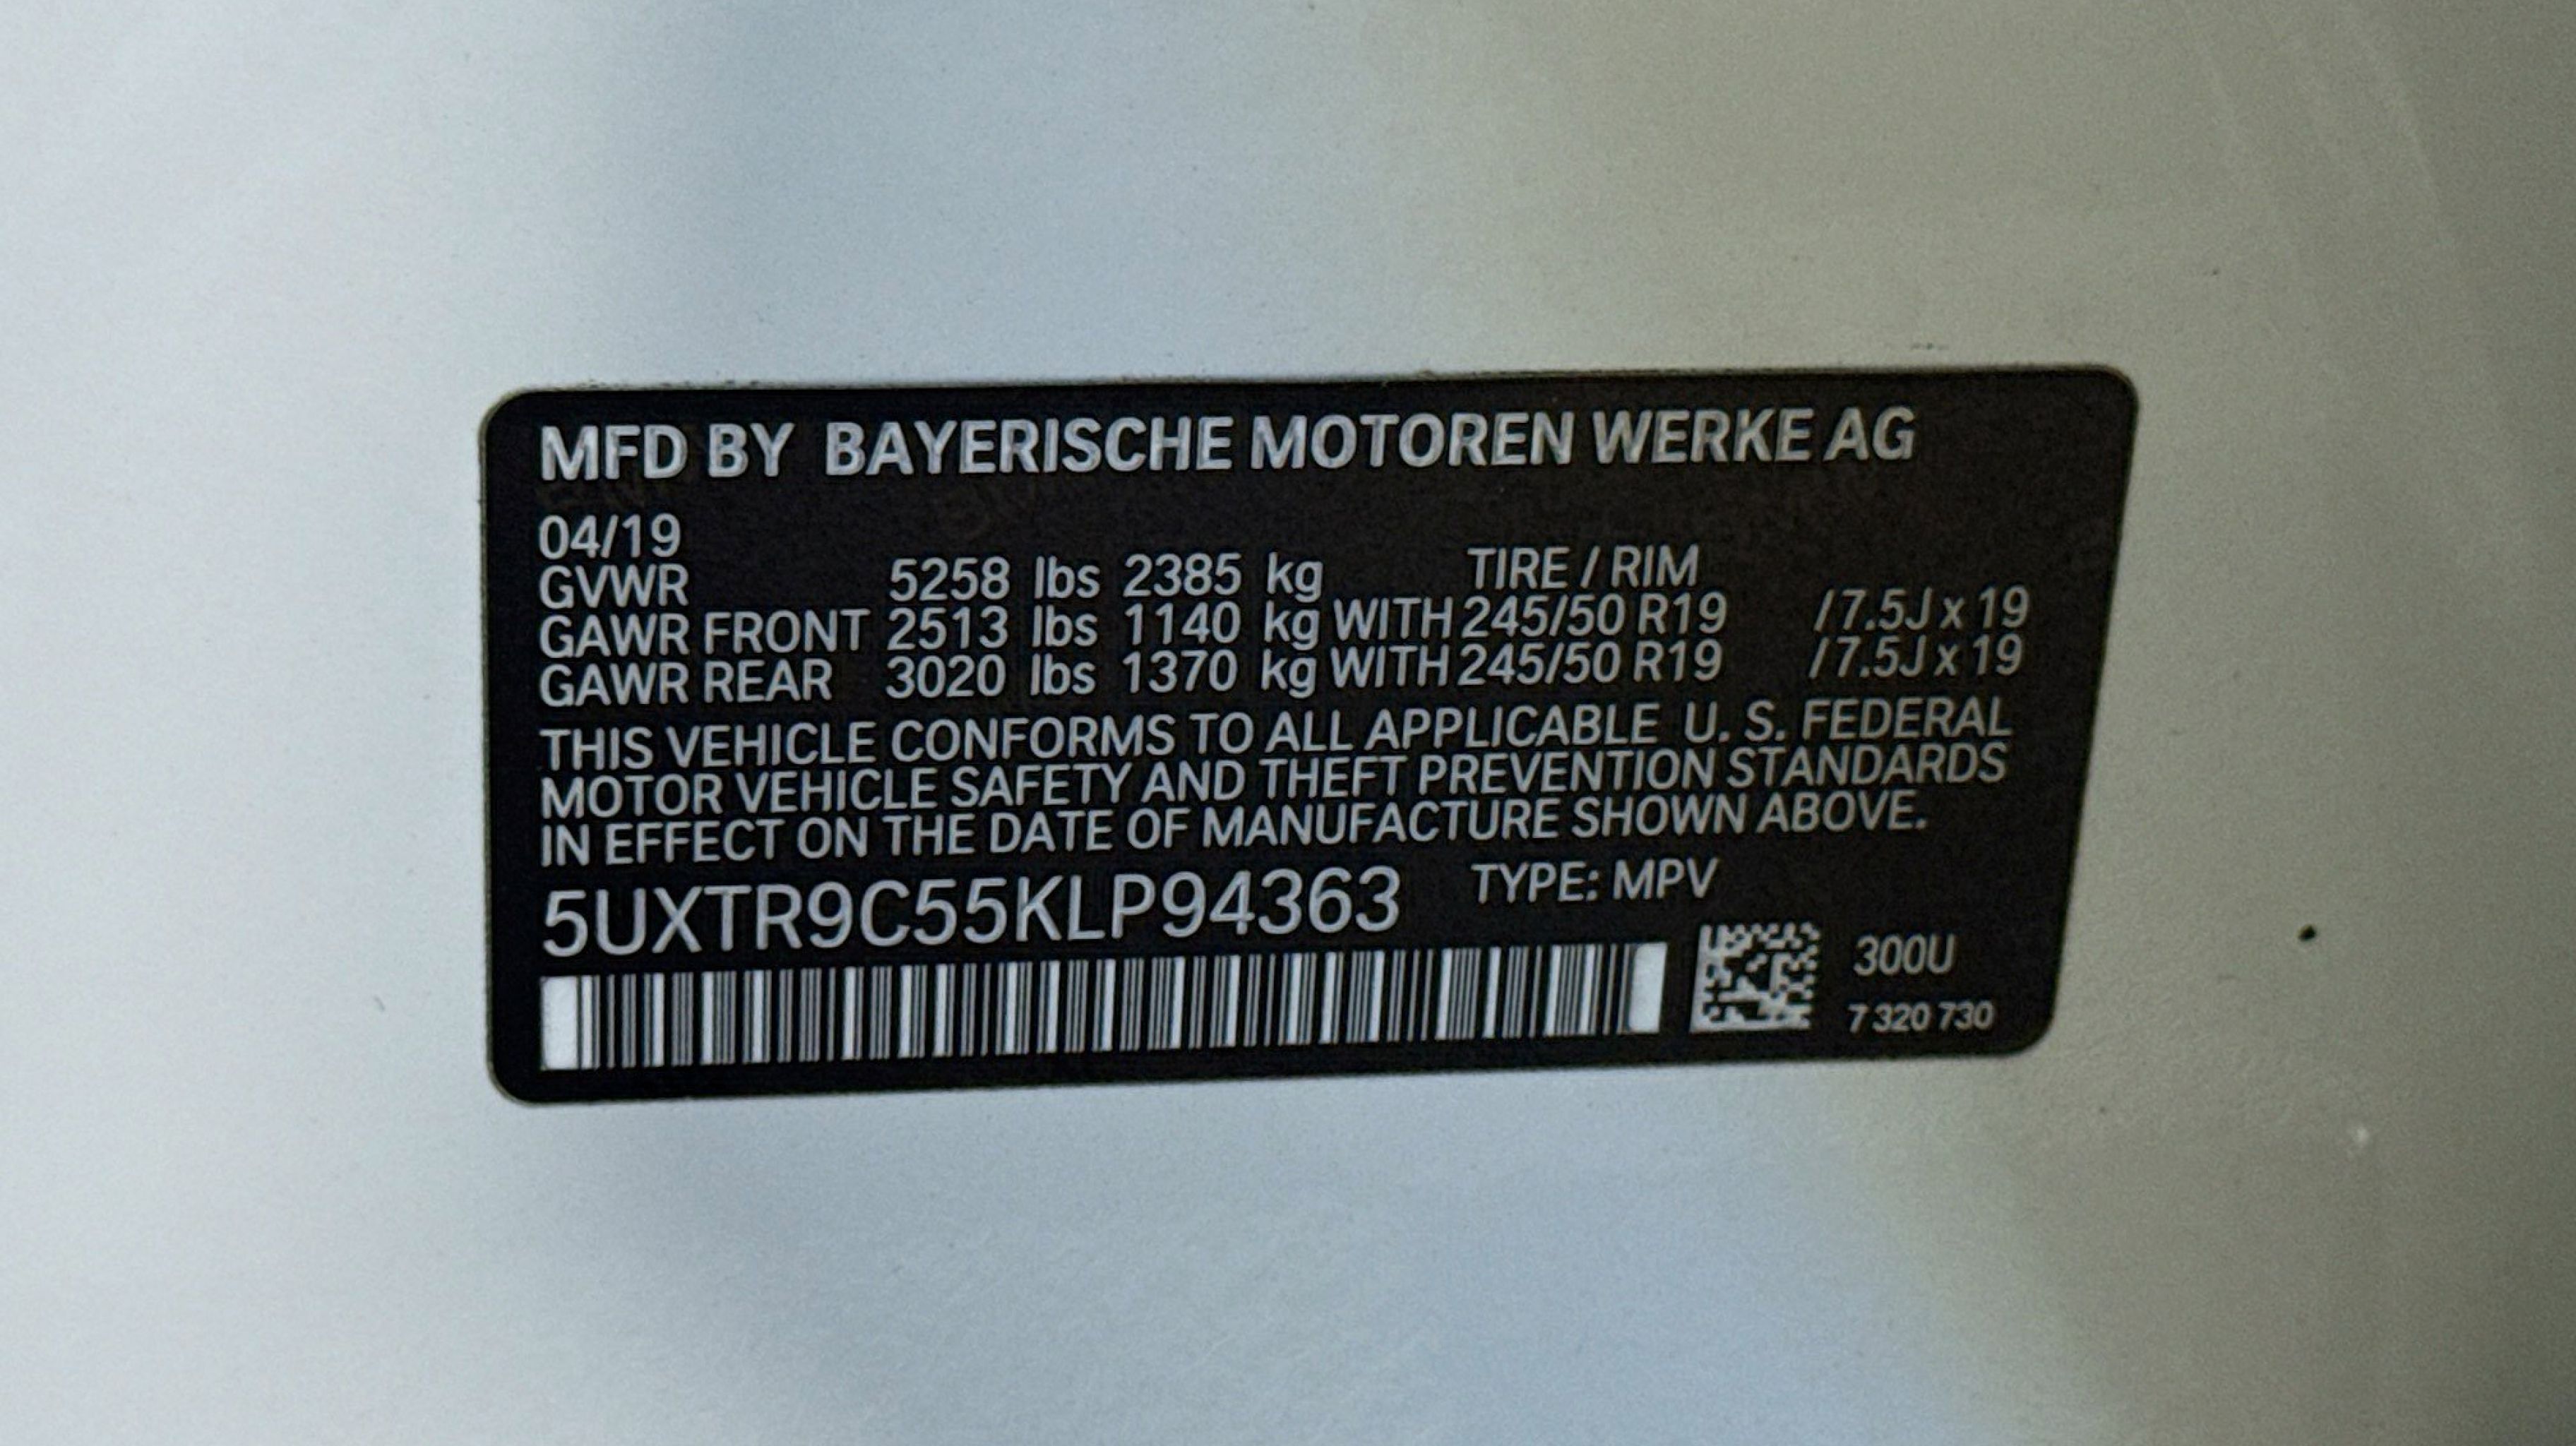 MFD BY BAYERISCHE MOTOREN WERKE AG
04/19
TIRE / RIM
GVWR 5258 lbs 2385 kg
GAWR FRONT 2513 lbs 1140 kg WITH 245/50 R19 /7.5J x 19
GAWR REAR 3020 lbs 1370 kg WITH 245/50 R19 /7.5J x 19
THIS VEHICLE CONFORMS TO ALL APPLICABLE U. S. FEDERAL
MOTOR VEHICLE SAFETY AND THEFT PREVENTION STANDARDS
IN EFFECT ON THE DATE OF MANUFACTURE SHOWN ABOVE.
5UXTR9C55KLP94363 TYPE: MPV
300U
7 320 730